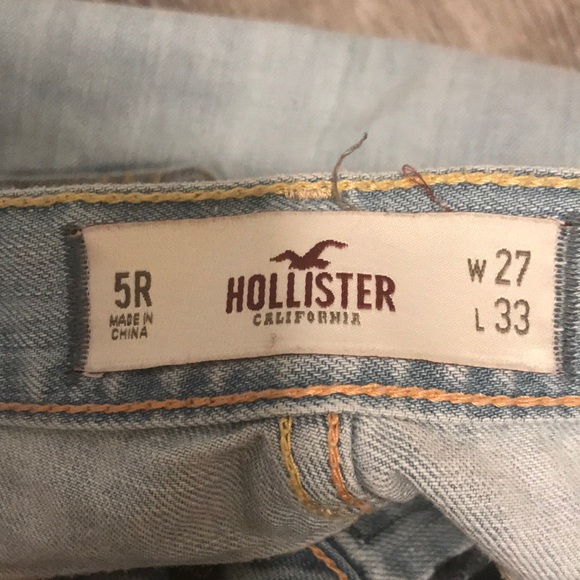 5R
MADE IN
CHINA
HOLLISTER
CALIFORNIA
W 27
L 33